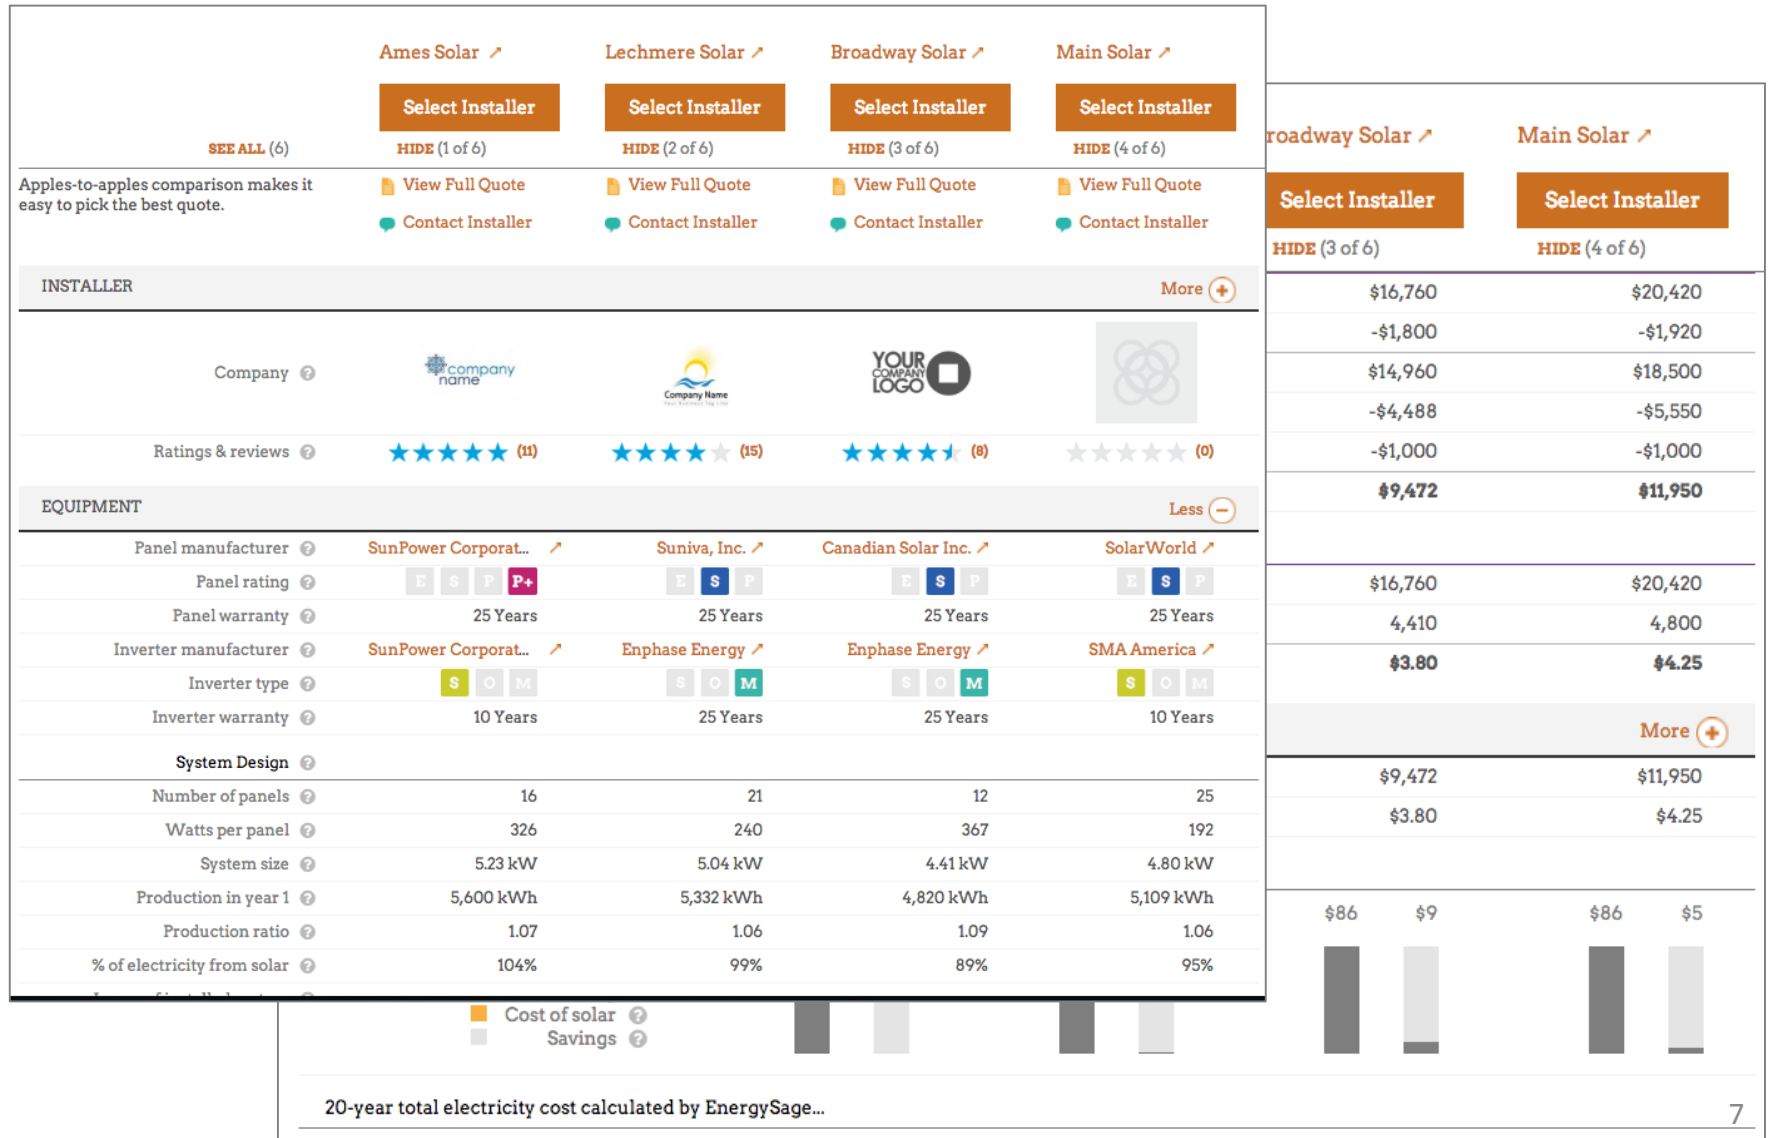 Ames Solar Lechmere Solar Broadway Solar Main Solar
Select Installer Select Installer Select Installer Select Installer
SEE ALL (6) HIDE (1 of 6) HIDE (2 of 6) HIDE (3 of 6) HIDE (4 of 6)
Apples-to-apples comparison makes it
easy to pick the best quote.
View Full Quote View Full Quote View Full Quote View Full Quote
Contact Installer Contact Installer Contact Installer Contact Installer
INSTALLER More
Company company name Company Name YOUR COMPANY LOGO
Ratings & reviews (11) (15) (8) (0)
EQUIPMENT Less
Panel manufacturer SunPower Corporat... Suniva, Inc. Canadian Solar Inc. SolarWorld
Panel rating E S P P+ E S P E S P E S P
Panel warranty 25 Years 25 Years 25 Years 25 Years
Inverter manufacturer SunPower Corporat... Enphase Energy Enphase Energy SMA America
Inverter type S O M S O M S O M S O M
Inverter warranty 10 Years 25 Years 25 Years 10 Years
System Design
Number of panels 16 21 12 25
Watts per panel 326 240 367 192
System size 5.23 kW 5.04 kW 4.41 kW 4.80 kW
Production in year 1 5,600 kWh 5,332 kWh 4,820 kWh 5,109 kWh
Production ratio 1.07 1.06 1.09 1.06
% of electricity from solar 104% 99% 89% 95%
roadway Solar Main Solar
Select Installer Select Installer
HIDE (3 of 6) HIDE (4 of 6)
$16,760 $20,420
-$1,800 -$1,920
$14,960 $18,500
-$4,488 -$5,550
-$1,000 -$1,000
$9,472 $11,950
$16,760 $20,420
4,410 4,800
$3.80 $4.25
More
$9,472 $11,950
$3.80 $4.25
$86 $9 $86 $5
Cost of solar
Savings
20-year total electricity cost calculated by EnergySage...
7